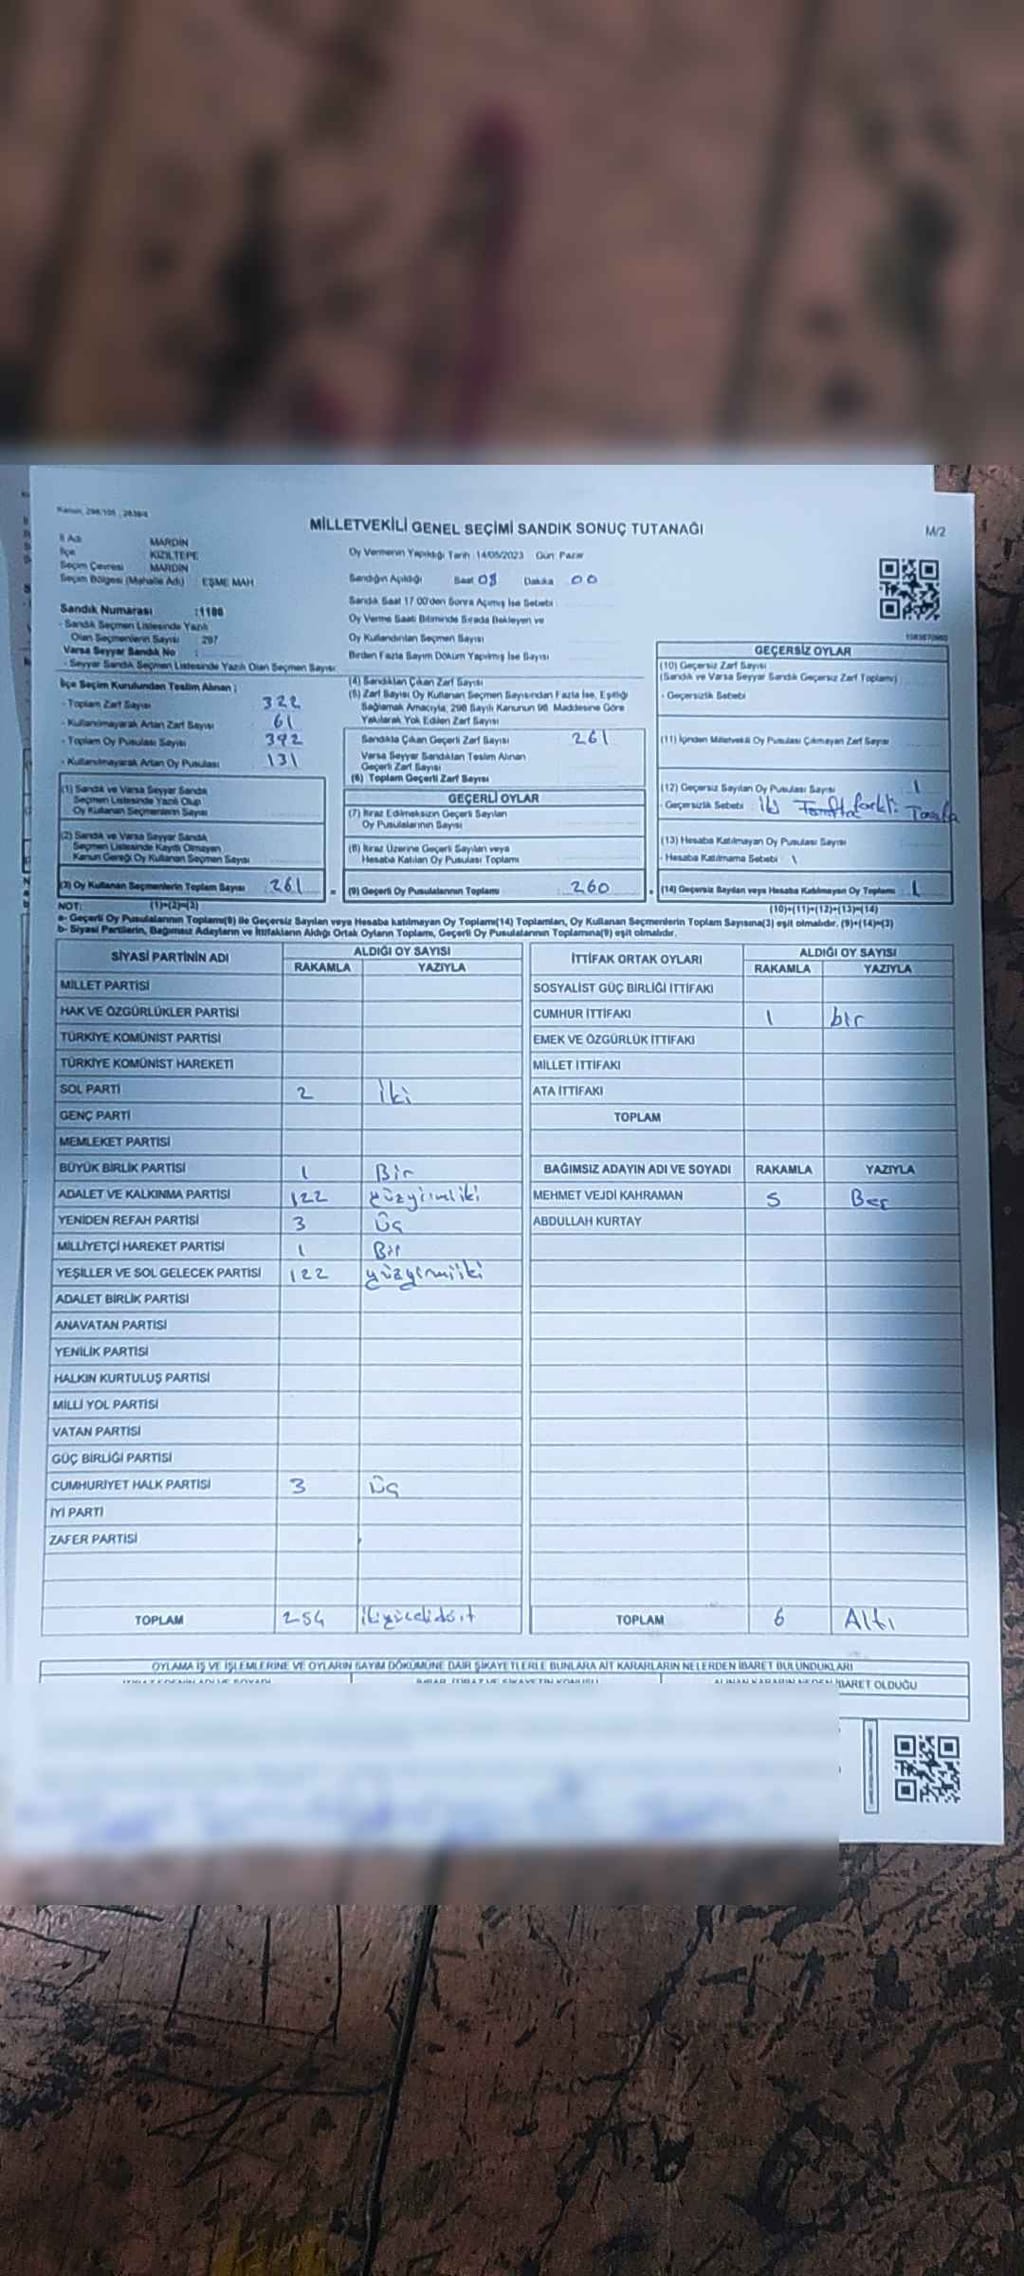 Kanun, 298/105, 2839/4
MİLLETVEKİLİ GENEL SEÇİMİ SANDIK SONUÇ TUTANAĞI
M/2
İl Adı MARDİN
İlçe KIZILTEPE
Seçim Çevresi MARDİN
Seçim Bölgesi (Mahalle Adı) EŞME MAH
Sandık Numarası :1100
- Sandık Seçmen Listesinde Yazılı
Olan Seçmenlerin Sayısı 297
Varsa Seyyar Sandık No :
- Seyyar Sandık Seçmen Listesinde Yazılı Olan Seçmen Sayısı:
Oy Vermenin Yapıldığı Tarih :14/05/2023 Gün: Pazar
Sandığın Açıldığı Saat 08 Dakika 00
Sandık Saat 17.00'den Sonra Açılmış İse Sebebi
Oy Verme Saati Bitiminde Sırada Bekleyen ve
Oy Kullandırılan Seçmen Sayısı
Birden Fazla Sayım Döküm Yapılmış İse Sayısı
İlçe Seçim Kurulundan Teslim Alınan :
- Toplam Zarf Sayısı 322
- Kullanılmayarak Artan Zarf Sayısı 61
- Toplam Oy Pusulası Sayısı 392
- Kullanılmayarak Artan Oy Pusulası 131
(1) Sandık ve Varsa Seyyar Sandık
Seçmen Listesinde Yazılı Olup
Oy Kullanan Seçmenlerin Sayısı
(2) Sandık ve Varsa Seyyar Sandık
Seçmen Listesinde Kayıtlı Olmayan
Kanun Gereği Oy Kullanan Seçmen Sayısı
(3) Oy Kullanan Seçmenlerin Toplam Sayısı 261
(4) Sandıktan Çıkan Zarf Sayısı
(5) Zarf Sayısı Oy Kullanan Seçmen Sayısından Fazla İse, Eşitliği
Sağlamak Amacıyla, 298 Sayılı Kanunun 98. Maddesine Göre
Yakılarak Yok Edilen Zarf Sayısı
Sandıkta Çıkan Geçerli Zarf Sayısı 261
Varsa Seyyar Sandıktan Teslim Alınan
Geçerli Zarf Sayısı
(6) Toplam Geçerli Zarf Sayısı
GEÇERLİ OYLAR
(7) İtiraz Edilmeksizin Geçerli Sayılan
Oy Pusulalarının Sayısı
(8) İtiraz Üzerine Geçerli Sayılan veya
Hesaba Katılan Oy Pusulası Toplamı
= (9) Geçerli Oy Pusulalarının Toplamı 260
GEÇERSİZ OYLAR
(10) Geçersiz Zarf Sayısı
(Sandık ve Varsa Seyyar Sandık Geçersiz Zarf Toplamı)
- Geçersizlik Sebebi
(11) İçinden Milletvekili Oy Pusulası Çıkmayan Zarf Sayısı
(12) Geçersiz Sayılan Oy Pusulası Sayısı 1
- Geçersizlik Sebebi iki Tarafta farklı
(13) Hesaba Katılmayan Oy Pusulası Sayısı
- Hesaba Katılmama Sebebi \
(14) Geçersiz Sayılan veya Hesaba Katılmayan Oy Toplamı 1
NOT: (1)+(2)=(3)
(10)+(11)+(12)+(13)=(14)
a- Geçerli Oy Pusulalarının Toplamı(9) ile Geçersiz Sayılan veya Hesaba katılmayan Oy Toplamı(14) Toplamları, Oy Kullanan Seçmenlerin Toplam Sayısına(3) eşit olmalıdır. (9)+(14)=(3)
b- Siyasi Partilerin, Bağımsız Adayların ve İttifakların Aldığı Ortak Oyların Toplamı, Geçerli Oy Pusulalarının Toplamına(9) eşit olmalıdır.
SİYASİ PARTİNİN ADI ALDIĞI OY SAYISI
RAKAMLA YAZIYLA
MİLLET PARTİSİ
HAK VE ÖZGÜRLÜKLER PARTİSİ
TÜRKİYE KOMÜNİST PARTİSİ
TÜRKİYE KOMÜNİST HAREKETİ
SOL PARTİ 2 İki
GENÇ PARTİ
MEMLEKET PARTİSİ
BÜYÜK BİRLİK PARTİSİ 1 Bir
ADALET VE KALKINMA PARTİSİ 122 yüzyirmiiki
YENİDEN REFAH PARTİSİ 3 Üç
MİLLİYETÇİ HAREKET PARTİSİ 1 Bir
YEŞİLLER VE SOL GELECEK PARTİSİ 122 yüzyirmiiki
ADALET BİRLİK PARTİSİ
ANAVATAN PARTİSİ
YENİLİK PARTİSİ
HALKIN KURTULUŞ PARTİSİ
MİLLİ YOL PARTİSİ
VATAN PARTİSİ
GÜÇ BİRLİĞİ PARTİSİ
CUMHURİYET HALK PARTİSİ 3 Üç
İYİ PARTİ
ZAFER PARTİSİ
TOPLAM 254 ikiyüzellidört
İTTİFAK ORTAK OYLARI ALDIĞI OY SAYISI
RAKAMLA YAZIYLA
SOSYALİST GÜÇ BİRLİĞİ İTTİFAKI
CUMHUR İTTİFAKI 1 bir
EMEK VE ÖZGÜRLÜK İTTİFAKI
MİLLET İTTİFAKI
ATA İTTİFAKI
TOPLAM
BAĞIMSIZ ADAYIN ADI VE SOYADI RAKAMLA YAZIYLA
MEHMET VEJDİ KAHRAMAN 5 Beş
ABDULLAH KURTAY
TOPLAM 6 Altı
OYLAMA İŞ VE İŞLEMLERİNE VE OYLARIN SAYIM DÖKÜMÜNE DAİR ŞİKAYETLERLE BUNLARA AİT KARARLARIN NELERDEN İBARET BULUNDUKLARI
İBARET OLDUĞU